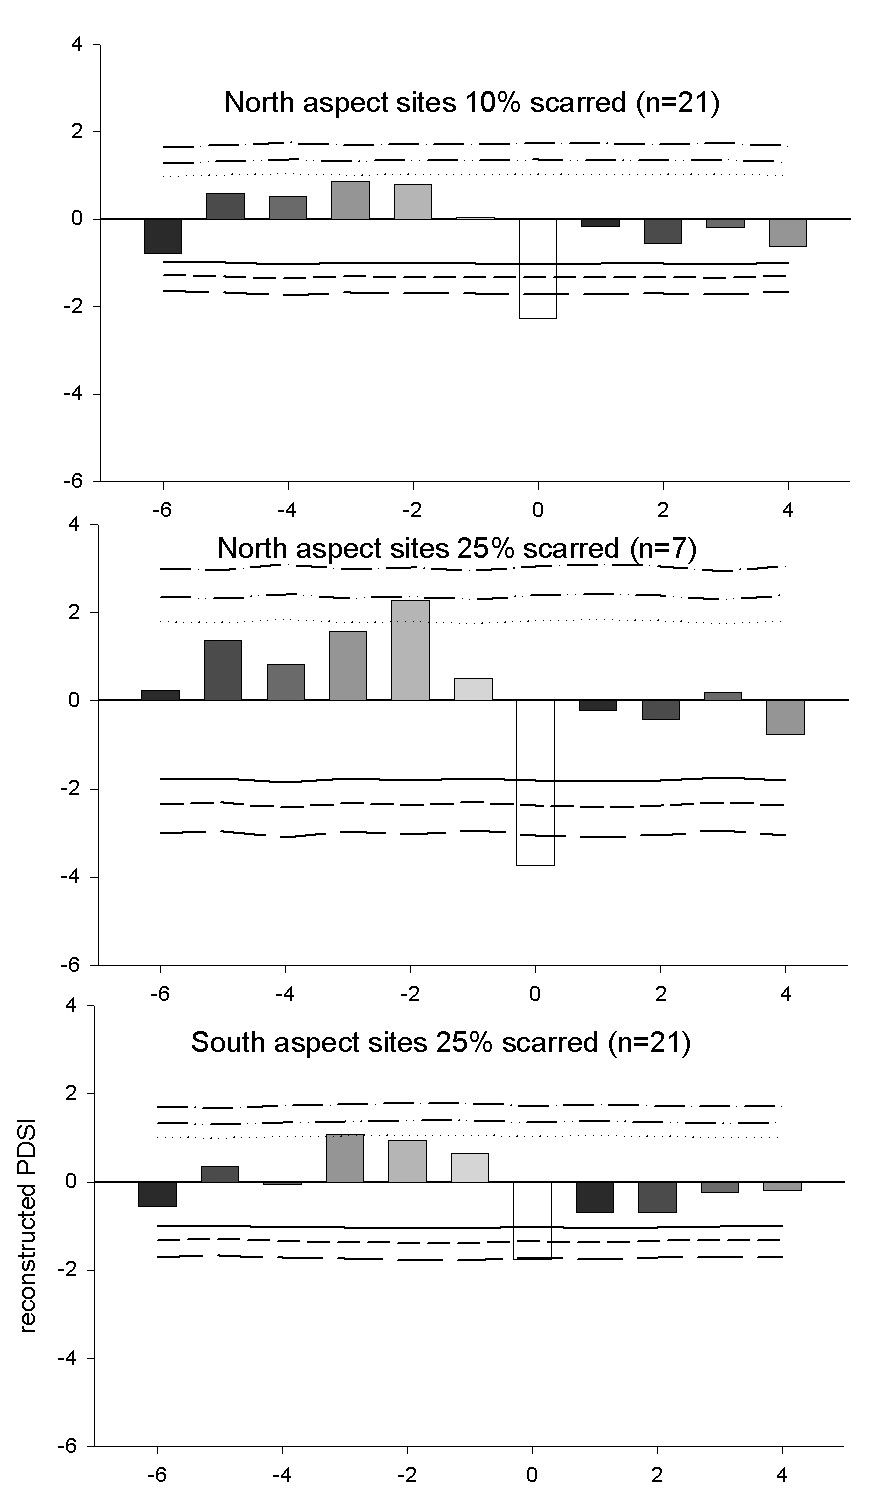 4
North aspect sites 10% scarred (n=21)
2
0
-2
-4
-6
-6 -4 -2 0 2 4
4
North aspect sites 25% scarred (n=7)
2
0
-2
-4
-6
-6 -4 -2 0 2 4
4
South aspect sites 25% scarred (n=21)
2
0
-2
-4
-6
reconstructed PDSI
-6 -4 -2 0 2 4